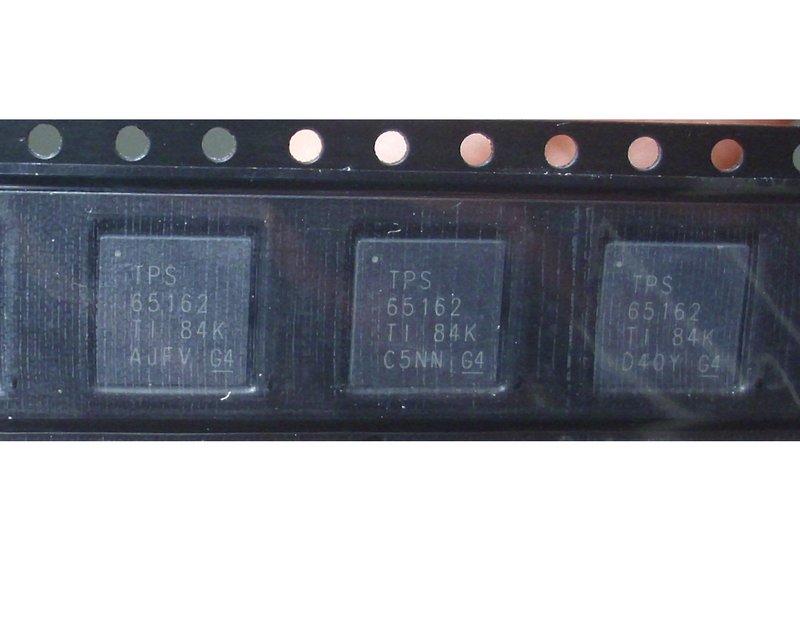 TPS
65162
TI 84K
AJFV G4
TPS
65162
TI 84K
C5NN G4
TPS
65162
TI 84K
D40Y G4